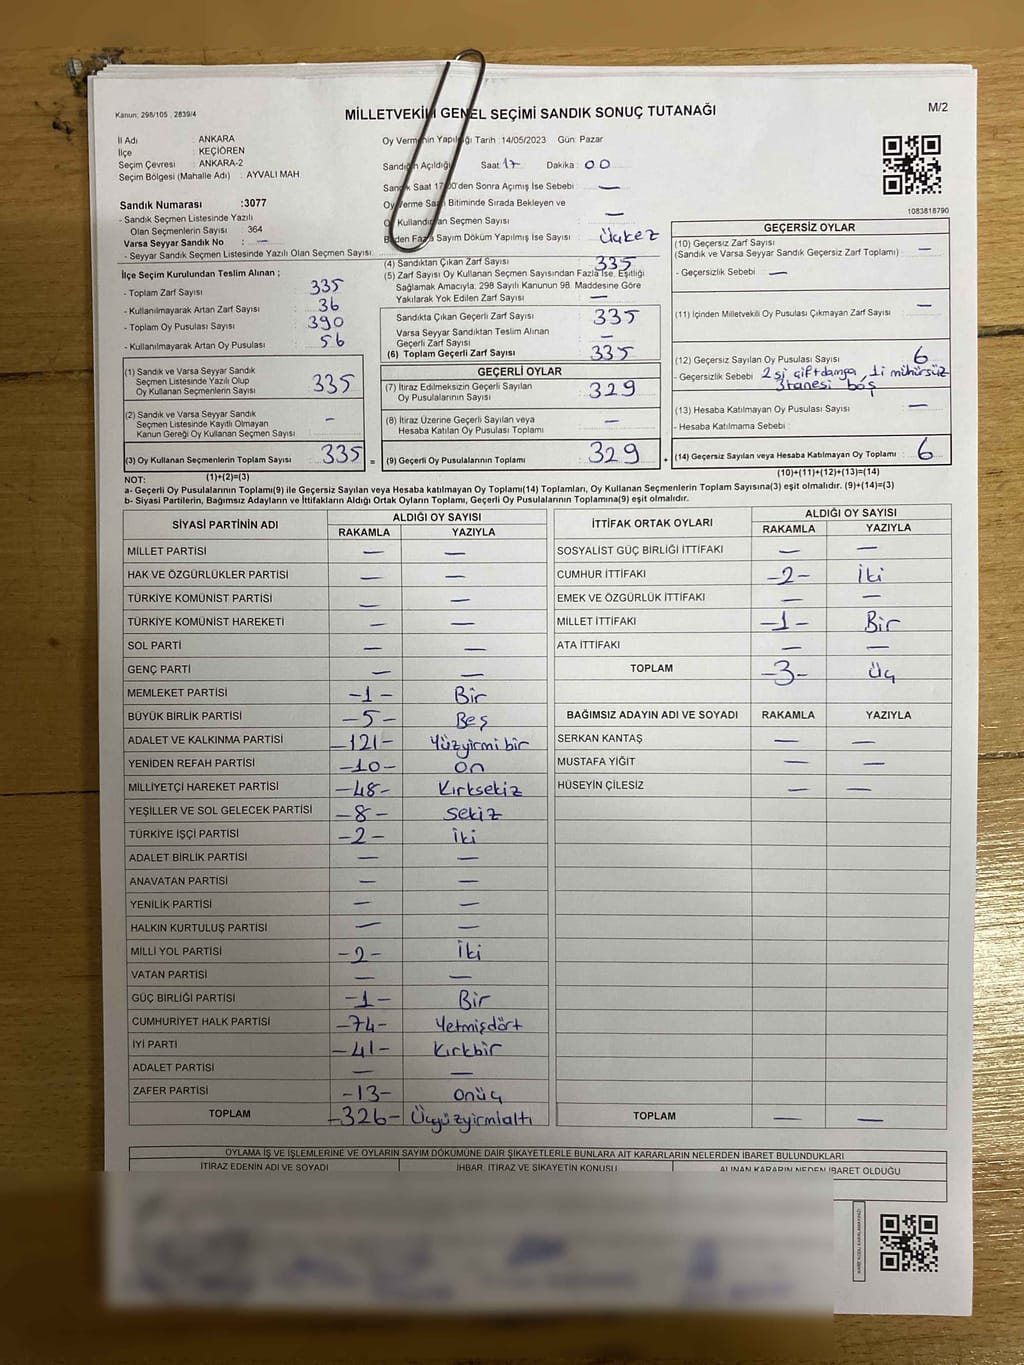 Kanun: 298/105 , 2839/4
MİLLETVEKİLİ GENEL SEÇİMİ SANDIK SONUÇ TUTANAĞI
M/2
İl Adı : ANKARA
İlçe : KEÇİÖREN
Seçim Çevresi : ANKARA-2
Seçim Bölgesi (Mahalle Adı) : AYVALI MAH
Sandık Numarası :3077
- Sandık Seçmen Listesinde Yazılı
Olan Seçmenlerin Sayısı 364
Varsa Seyyar Sandık No : —
- Seyyar Sandık Seçmen Listesinde Yazılı Olan Seçmen Sayısı:
Oy Vermenin Yapıldığı Tarih :14/05/2023 Gün: Pazar
Sandığın Açıldığı Saat: 17 Dakika : 00
Sandık Saat 17:00'den Sonra Açımış İse Sebebi : —
Oy Verme Saati Bitiminde Sırada Bekleyen ve
Oy Kullandırılan Seçmen Sayısı : —
Birden Fazla Sayım Döküm Yapılmış İse Sayısı : Üçkez
1083818790
İlçe Seçim Kurulundan Teslim Alınan ;
- Toplam Zarf Sayısı : 335
- Kullanılmayarak Artan Zarf Sayısı : 36
- Toplam Oy Pusulası Sayısı : 390
- Kullanılmayarak Artan Oy Pusulası : 56
(1) Sandık ve Varsa Seyyar Sandık
Seçmen Listesinde Yazılı Olup
Oy Kullanan Seçmenlerin Sayısı : 335
(2) Sandık ve Varsa Seyyar Sandık
Seçmen Listesinde Kayıtlı Olmayan
Kanun Gereği Oy Kullanan Seçmen Sayısı : –
(3) Oy Kullanan Seçmenlerin Toplam Sayısı : 335 =
(1)+(2)=(3)
(4) Sandıktan Çıkan Zarf Sayısı : 335
(5) Zarf Sayısı Oy Kullanan Seçmen Sayısından Fazla İse, Eşitliği
Sağlamak Amacıyla, 298 Sayılı Kanunun 98. Maddesine Göre
Yakılarak Yok Edilen Zarf Sayısı : —
Sandıkta Çıkan Geçerli Zarf Sayısı : 335
Varsa Seyyar Sandıktan Teslim Alınan
Geçerli Zarf Sayısı : —
(6) Toplam Geçerli Zarf Sayısı : 335
GEÇERLİ OYLAR
(7) İtiraz Edilmeksizin Geçerli Sayılan
Oy Pusulalarının Sayısı : 329
(8) İtiraz Üzerine Geçerli Sayılan veya
Hesaba Katılan Oy Pusulası Toplamı : —
(9) Geçerli Oy Pusulalarının Toplamı : 329 +
GEÇERSİZ OYLAR
(10) Geçersiz Zarf Sayısı
(Sandık ve Varsa Seyyar Sandık Geçersiz Zarf Toplamı) : —
- Geçersizlik Sebebi : —
(11) İçinden Milletvekili Oy Pusulası Çıkmayan Zarf Sayısı : —
(12) Geçersiz Sayılan Oy Pusulası Sayısı : 6
- Geçersizlik Sebebi : 2si çiftdamga, 1i mühürsüz
3tanesi boş
(13) Hesaba Katılmayan Oy Pusulası Sayısı : —
- Hesaba Katılmama Sebebi :
(14) Geçersiz Sayılan veya Hesaba Katılmayan Oy Toplamı : 6
(10)+(11)+(12)+(13)=(14)
NOT:
a- Geçerli Oy Pusulalarının Toplamı(9) ile Geçersiz Sayılan veya Hesaba katılmayan Oy Toplamı(14) Toplamları, Oy Kullanan Seçmenlerin Toplam Sayısına(3) eşit olmalıdır. (9)+(14)=(3)
b- Siyasi Partilerin, Bağımsız Adayların ve İttifakların Aldığı Ortak Oyların Toplamı, Geçerli Oy Pusulalarının Toplamına(9) eşit olmalıdır.
SİYASİ PARTİNİN ADI ALDIĞI OY SAYISI
RAKAMLA YAZIYLA
MİLLET PARTİSİ — —
HAK VE ÖZGÜRLÜKLER PARTİSİ — —
TÜRKİYE KOMÜNİST PARTİSİ — —
TÜRKİYE KOMÜNİST HAREKETİ — —
SOL PARTİ — —
GENÇ PARTİ — —
MEMLEKET PARTİSİ -1- Bir
BÜYÜK BİRLİK PARTİSİ -5- Beş
ADALET VE KALKINMA PARTİSİ -121- Yüzyirmi bir
YENİDEN REFAH PARTİSİ -10- On
MİLLİYETÇİ HAREKET PARTİSİ -48- Kırksekiz
YEŞİLLER VE SOL GELECEK PARTİSİ -8- Sekiz
TÜRKİYE İŞÇİ PARTİSİ -2- İki
ADALET BİRLİK PARTİSİ — —
ANAVATAN PARTİSİ — —
YENİLİK PARTİSİ — —
HALKIN KURTULUŞ PARTİSİ — —
MİLLİ YOL PARTİSİ -2- İki
VATAN PARTİSİ — —
GÜÇ BİRLİĞİ PARTİSİ -1- Bir
CUMHURİYET HALK PARTİSİ -74- Yetmişdört
İYİ PARTİ -41- Kırkbir
ADALET PARTİSİ — —
ZAFER PARTİSİ -13- Onüç
TOPLAM -326- Üçyüzyirmialtı
İTTİFAK ORTAK OYLARI ALDIĞI OY SAYISI
RAKAMLA YAZIYLA
SOSYALİST GÜÇ BİRLİĞİ İTTİFAKI — —
CUMHUR İTTİFAKI -2- İki
EMEK VE ÖZGÜRLÜK İTTİFAKI — —
MİLLET İTTİFAKI -1- Bir
ATA İTTİFAKI — —
TOPLAM -3- Üç
BAĞIMSIZ ADAYIN ADI VE SOYADI RAKAMLA YAZIYLA
SERKAN KANTAŞ — —
MUSTAFA YİĞİT — —
HÜSEYİN ÇİLESİZ — —
TOPLAM — —
OYLAMA İŞ VE İŞLEMLERİNE VE OYLARIN SAYIM DÖKÜMÜNE DAİR ŞİKAYETLERLE BUNLARA AİT KARARLARIN NELERDEN İBARET BULUNDUKLARI
İTİRAZ EDENİN ADI VE SOYADI İHBAR, İTİRAZ VE ŞİKAYETİN KONUSU ALINAN KARARIN NEDEN İBARET OLDUĞU